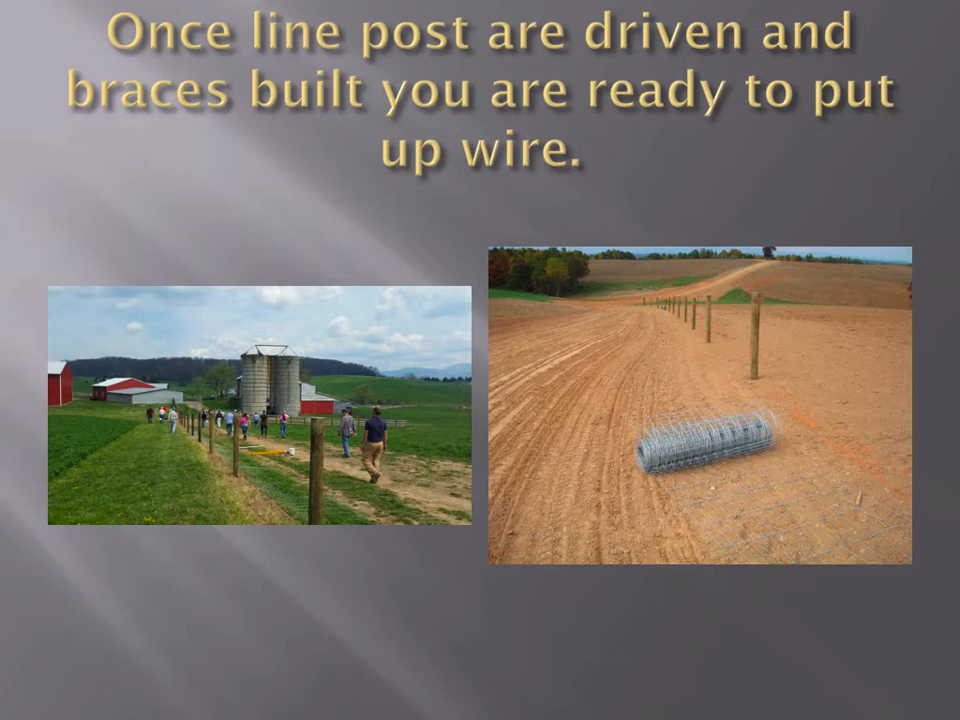 Once line post are driven and
braces built you are ready to put
up wire.